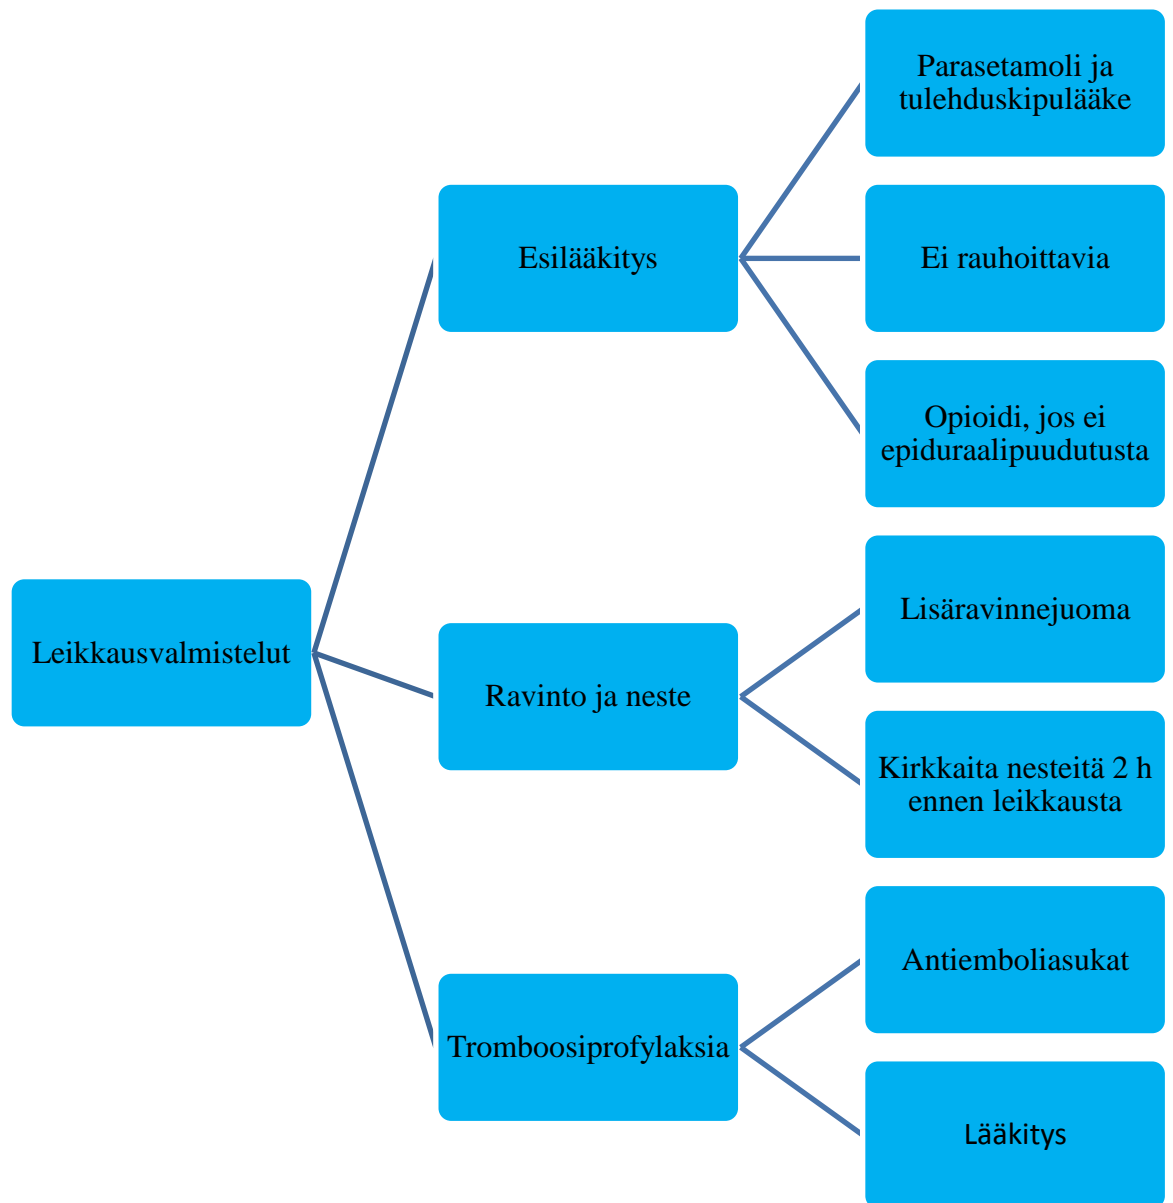 Parasetamoli ja
tulehduskipulääke
Esilääkitys
Ei rauhoittavia
Opioidi, jos ei
epiduraalipuudutusta
Leikkausvalmistelut
Lisäravinnejuoma
Ravinto ja neste
Kirkkaita nesteitä 2 h
ennen leikkausta
Antiemboliasukat
Tromboosiprofylaksia
Lääkitys